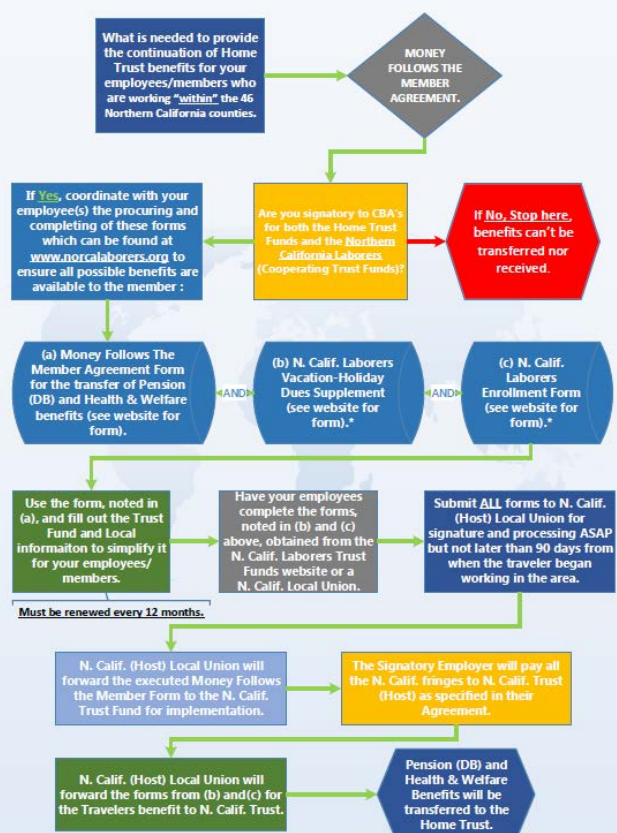 What is needed to provide
the continuation of Home
Trust benefits for your
employees/members who
are working "within" the 46
Northern California counties.
MONEY
FOLLOWS THE
MEMBER
AGREEMENT.
If Yes, coordinate with your
employee(s) the procuring and
completing of these forms
which can be found at
www.norcalaborers.org to
ensure all possible benefits are
available to the member :
Are you signatory to CBA's
for both the Home Trust
Funds and the Northern
California Laborers
(Cooperating Trust Funds)?
If No, Stop here,
benefits can't be
transferred nor
received.
(a) Money Follows The
Member Agreement Form
for the transfer of Pension
(DB) and Health & Welfare
benefits (see website for
form).
AND
(b) N. Calif. Laborers
Vacation-Holiday
Dues Supplement
(see website for
form).*
AND
(c) N. Calif.
Laborers
Enrollment Form
(see website for
form).*
Use the form, noted in
(a), and fill out the Trust
Fund and Local
informaiton to simplify it
for your employees/
members.
Must be renewed every 12 months.
Have your employees
complete the forms,
noted in (b) and (c)
above, obtained from the
N. Calif. Laborers Trust
Funds website or a
N. Calif. Local Union.
Submit ALL forms to N. Calif.
(Host) Local Union for
signature and processing ASAP
but not later than 90 days from
when the traveler began
working in the area.
N. Calif. (Host) Local Union will
forward the executed Money Follows
the Member Form to the N. Calif.
Trust Fund for implementation.
The Signatory Employer will pay all
the N. Calif. fringes to N. Calif. Trust
(Host) as specified in their
Agreement.
N. Calif. (Host) Local Union will
forward the forms from (b) and(c) for
the Travelers benefit to N. Calif. Trust.
Pension (DB) and
Health & Welfare
Benefits will be
transferred to the
Home Trust.